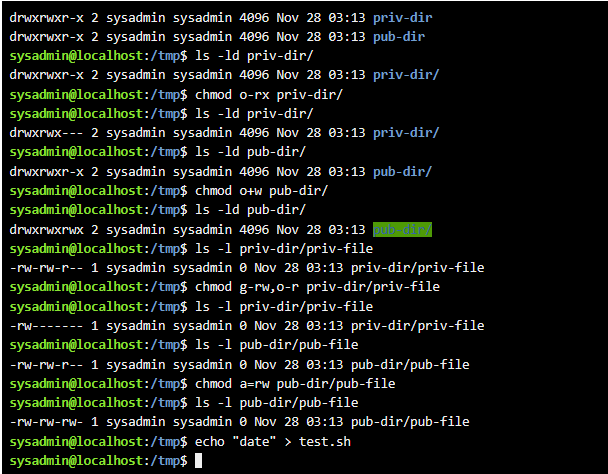 drwxrwxr-x 2 sysadmin sysadmin 4096 Nov 28 03:13 priv-dir
drwxrwxr-x 2 sysadmin sysadmin 4096 Nov 28 03:13 pub-dir
sysadmin@localhost:/tmp$ ls -ld priv-dir/
drwxrwxr-x 2 sysadmin sysadmin 4096 Nov 28 03:13 priv-dir/
sysadmin@localhost:/tmp$ chmod o-rx priv-dir/
sysadmin@localhost:/tmp$ ls -ld priv-dir/
drwxrwx--- 2 sysadmin sysadmin 4096 Nov 28 03:13 priv-dir/
sysadmin@localhost:/tmp$ ls -ld pub-dir/
drwxrwxr-x 2 sysadmin sysadmin 4096 Nov 28 03:13 pub-dir/
sysadmin@localhost:/tmp$ chmod o+w pub-dir/
sysadmin@localhost:/tmp$ ls -ld pub-dir/
drwxrwxrwx 2 sysadmin sysadmin 4096 Nov 28 03:13 pub-dir/
sysadmin@localhost:/tmp$ ls -l priv-dir/priv-file
-rw-rw-r-- 1 sysadmin sysadmin 0 Nov 28 03:13 priv-dir/priv-file
sysadmin@localhost:/tmp$ chmod g-rw,o-r priv-dir/priv-file
sysadmin@localhost:/tmp$ ls -l priv-dir/priv-file
-rw------- 1 sysadmin sysadmin 0 Nov 28 03:13 priv-dir/priv-file
sysadmin@localhost:/tmp$ ls -l pub-dir/pub-file
-rw-rw-r-- 1 sysadmin sysadmin 0 Nov 28 03:13 pub-dir/pub-file
sysadmin@localhost:/tmp$ chmod a=rw pub-dir/pub-file
sysadmin@localhost:/tmp$ ls -l pub-dir/pub-file
-rw-rw-rw- 1 sysadmin sysadmin 0 Nov 28 03:13 pub-dir/pub-file
sysadmin@localhost:/tmp$ echo "date" > test.sh
sysadmin@localhost:/tmp$